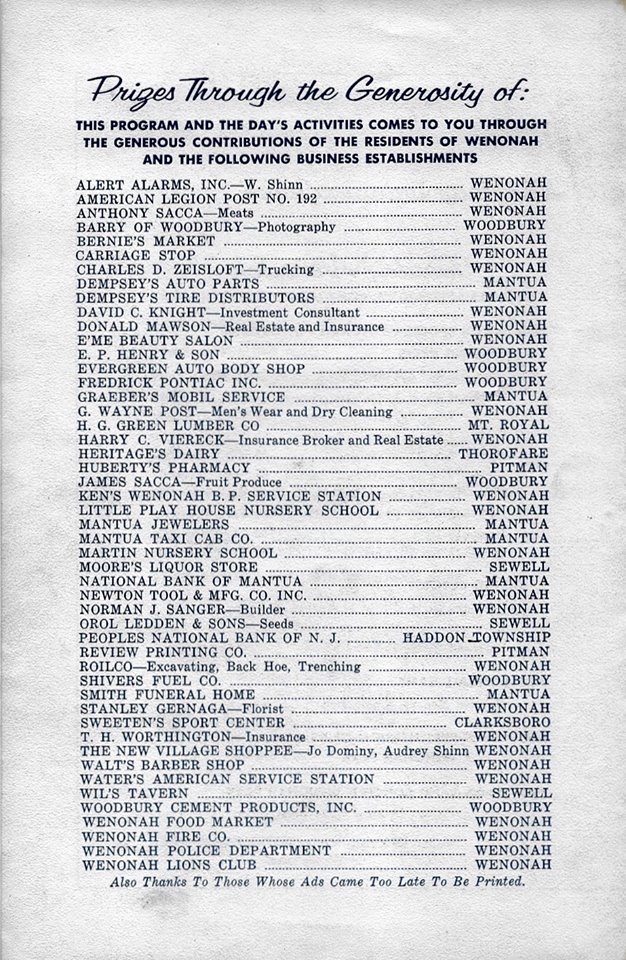 Prizes Through the Generosity of:
THIS PROGRAM AND THE DAY'S ACTIVITIES COMES TO YOU THROUGH
THE GENEROUS CONTRIBUTIONS OF THE RESIDENTS OF WENONAH
AND THE FOLLOWING BUSINESS ESTABLISHMENTS
ALERT ALARMS, INC.—W. Shinn ........ WENONAH
AMERICAN LEGION POST NO. 192 ........ WENONAH
ANTHONY SACCA—Meats ........ WENONAH
BARRY OF WOODBURY—Photography ........ WOODBURY
BERNIE'S MARKET ........ WENONAH
CARRIAGE STOP ........ WENONAH
CHARLES D. ZEISLOFT—Trucking ........ WENONAH
DEMPSEY'S AUTO PARTS ........ MANTUA
DEMPSEY'S TIRE DISTRIBUTORS ........ MANTUA
DAVID C. KNIGHT—Investment Consultant ........ WENONAH
DONALD MAWSON—Real Estate and Insurance ........ WENONAH
E'ME BEAUTY SALON ........ WENONAH
E. P. HENRY & SON ........ WOODBURY
EVERGREEN AUTO BODY SHOP ........ WOODBURY
FREDRICK PONTIAC INC. ........ WOODBURY
GRAEBER'S MOBIL SERVICE ........ MANTUA
G. WAYNE POST—Men's Wear and Dry Cleaning ........ WENONAH
H. G. GREEN LUMBER CO ........ MT. ROYAL
HARRY C. VIERECK—Insurance Broker and Real Estate ..... WENONAH
HERITAGE'S DAIRY ........ THOROFARE
HUBERTY'S PHARMACY ........ PITMAN
JAMES SACCA—Fruit Produce ........ WOODBURY
KEN'S WENONAH B.P. SERVICE STATION ........ WENONAH
LITTLE PLAY HOUSE NURSERY SCHOOL ........ WENONAH
MANTUA JEWELERS ........ MANTUA
MANTUA TAXI CAB CO. ........ MANTUA
MARTIN NURSERY SCHOOL ........ WENONAH
MOORE'S LIQUOR STORE ........ SEWELL
NATIONAL BANK OF MANTUA ........ MANTUA
NEWTON TOOL & MFG. CO. INC. ........ WENONAH
NORMAN J. SANGER—Builder ........ WENONAH
OROL LEDDEN & SONS—Seeds ........ SEWELL
PEOPLES NATIONAL BANK OF N. J. ........ HADDON TOWNSHIP
REVIEW PRINTING CO. ........ PITMAN
ROILCO—Excavating, Back Hoe, Trenching ........ WENONAH
SHIVERS FUEL CO. ........ WOODBURY
SMITH FUNERAL HOME ........ MANTUA
STANLEY GERNAGA—Florist ........ WENONAH
SWEETEN'S SPORT CENTER ........ CLARKSBORO
T. H. WORTHINGTON—Insurance ........ WENONAH
THE NEW VILLAGE SHOPPEE—Jo Dominy, Audrey Shinn WENONAH
WALT'S BARBER SHOP ........ WENONAH
WATER'S AMERICAN SERVICE STATION ........ WENONAH
WIL'S TAVERN ........ SEWELL
WOODBURY CEMENT PRODUCTS, INC. ........ WOODBURY
WENONAH FOOD MARKET ........ WENONAH
WENONAH FIRE CO. ........ WENONAH
WENONAH POLICE DEPARTMENT ........ WENONAH
WENONAH LIONS CLUB ........ WENONAH
Also Thanks To Those Whose Ads Came Too Late To Be Printed.